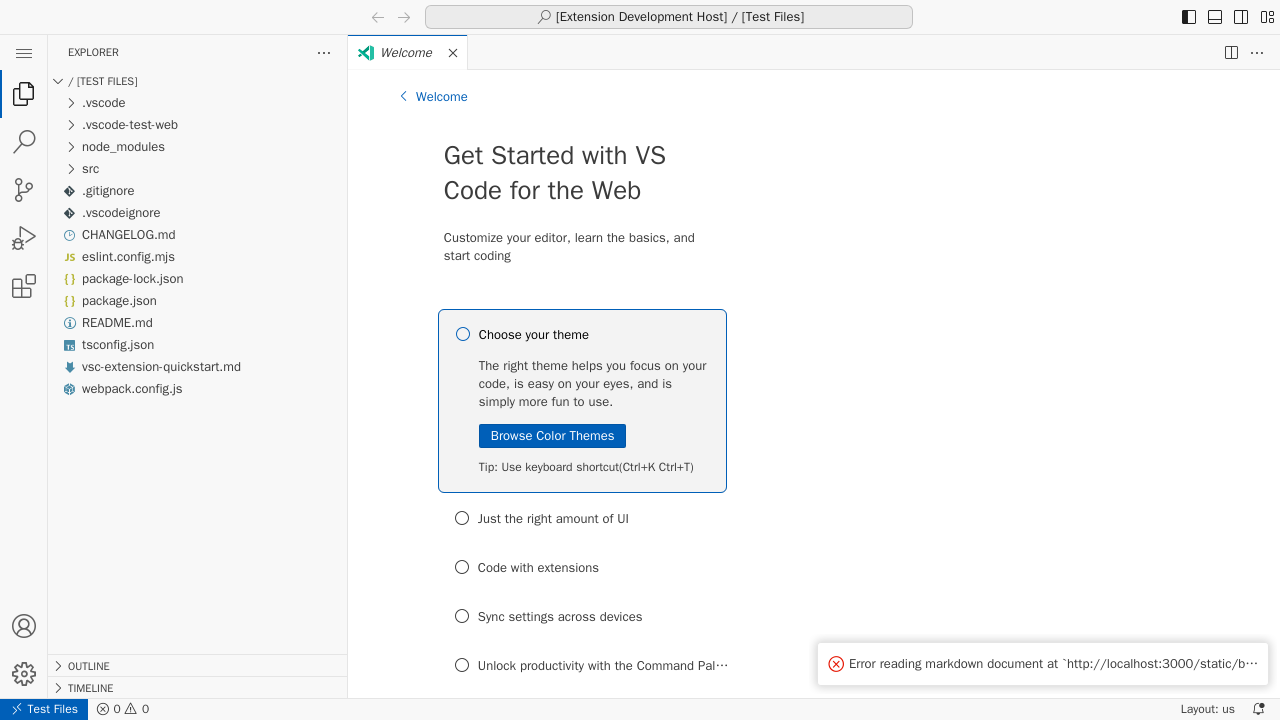 [Extension Development Host] / [Test Files]
EXPLORER
/ [TEST FILES]
.vscode
.vscode-test-web
node_modules
src
.gitignore
.vscodeignore
CHANGELOG.md
eslint.config.mjs
package-lock.json
package.json
README.md
tsconfig.json
vsc-extension-quickstart.md
webpack.config.js
OUTLINE
TIMELINE
Welcome
Welcome
Get Started with VS
Code for the Web
Customize your editor, learn the basics, and
start coding
Choose your theme
The right theme helps you focus on your
code, is easy on your eyes, and is
simply more fun to use.
Browse Color Themes
Tip: Use keyboard shortcut(Ctrl+K Ctrl+T)
Just the right amount of UI
Code with extensions
Sync settings across devices
Unlock productivity with the Command Pal…
Error reading markdown document at `http://localhost:3000/static/b…
Test Files
0
0
Layout: us